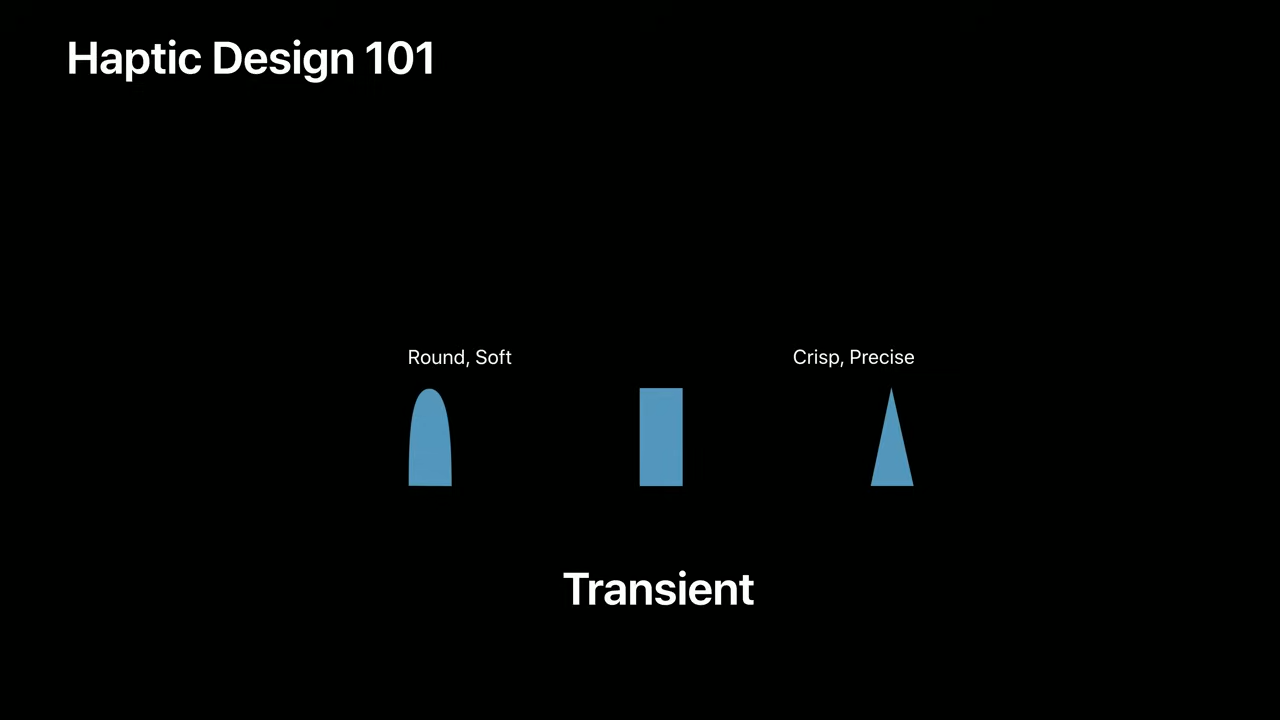 Haptic Design 101
Round, Soft
Crisp, Precise
Transient